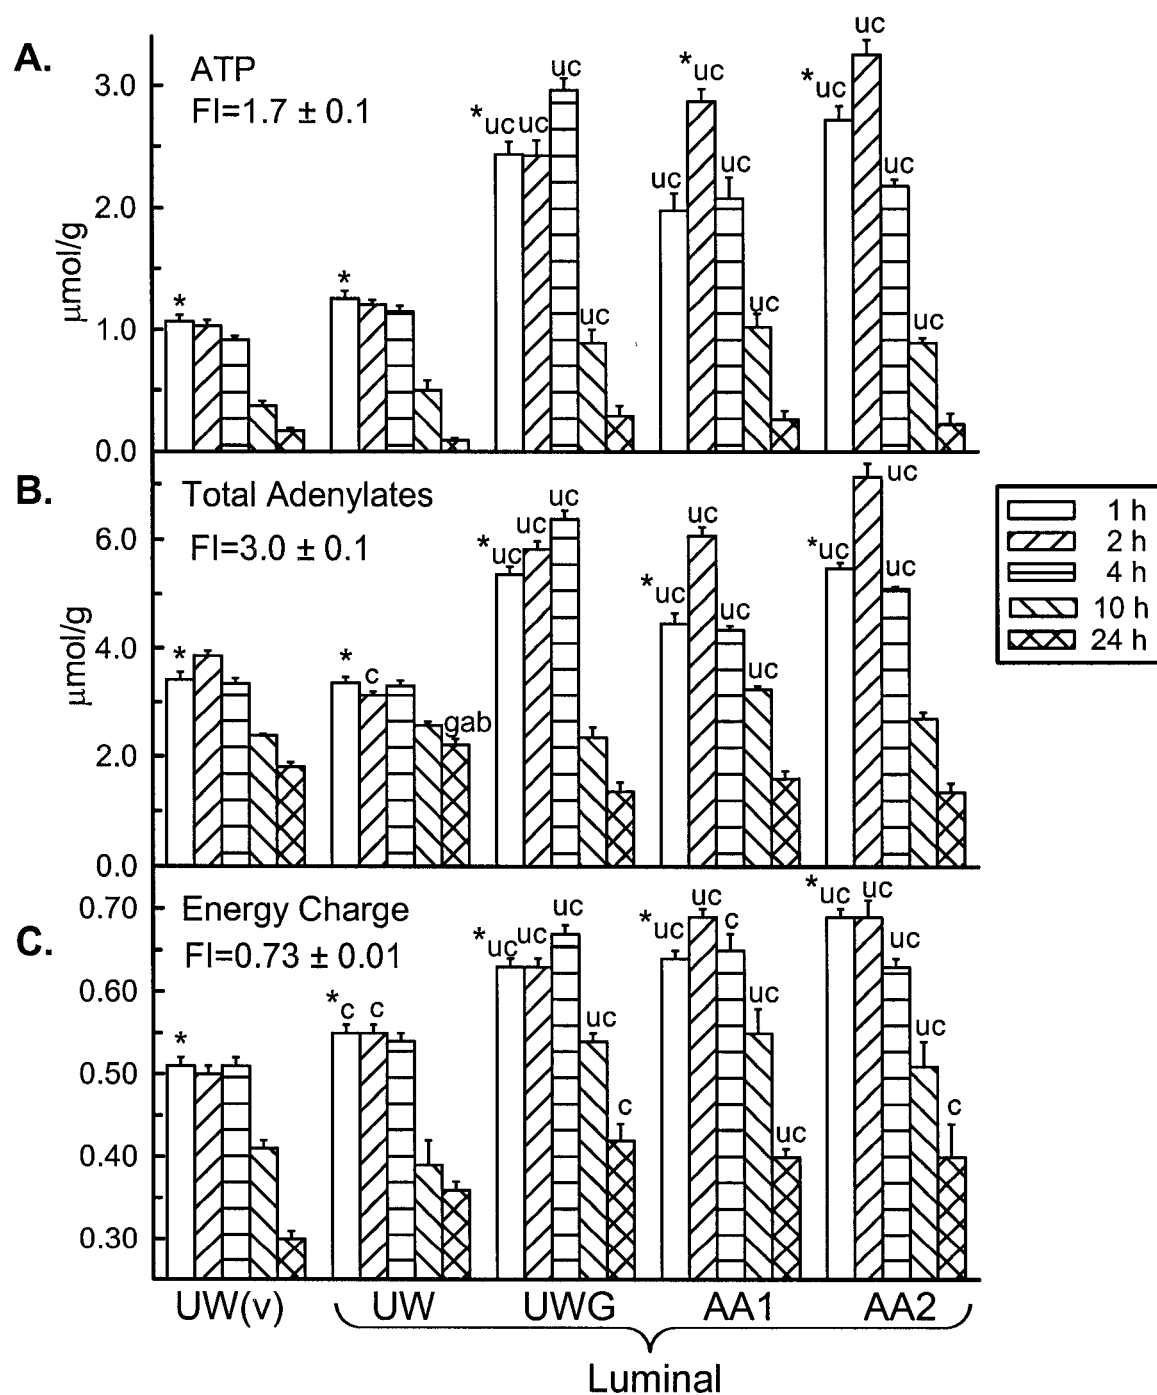 A.
ATP
FI=1.7 ± 0.1
µmol/g
3.0
2.0
1.0
0.0
* * *uc uc uc uc uc *uc uc uc *uc uc uc uc
B.
Total Adenylates
FI=3.0 ± 0.1
µmol/g
6.0
4.0
2.0
0.0
* * c gab *uc uc uc *uc uc uc uc *uc uc uc
1 h
2 h
4 h
10 h
24 h
C.
Energy Charge
FI=0.73 ± 0.01
0.70
0.60
0.50
0.40
0.30
* *c c *uc uc uc uc c *uc uc c uc uc *uc uc uc uc c
UW(v) UW UWG AA1 AA2
Luminal